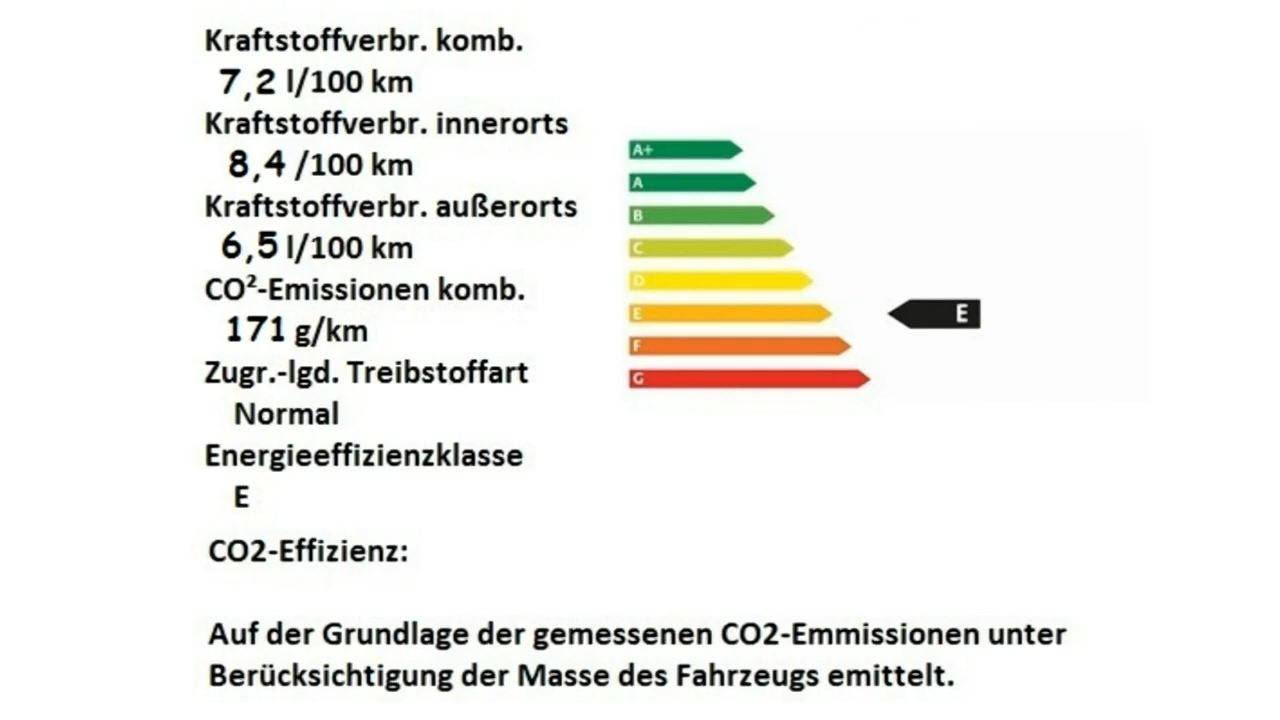 Kraftstoffverbr. komb.
7,2 l/100 km
Kraftstoffverbr. innerorts
8,4 /100 km
Kraftstoffverbr. außerorts
6,5 l/100 km
CO²-Emissionen komb.
171 g/km
Zugr.-lgd. Treibstoffart
Normal
Energieeffizienzklasse
E
A+
A
B
C
D
E
E
F
G
CO2-Effizienz:
Auf der Grundlage der gemessenen CO2-Emmissionen unter
Berücksichtigung der Masse des Fahrzeugs emittelt.